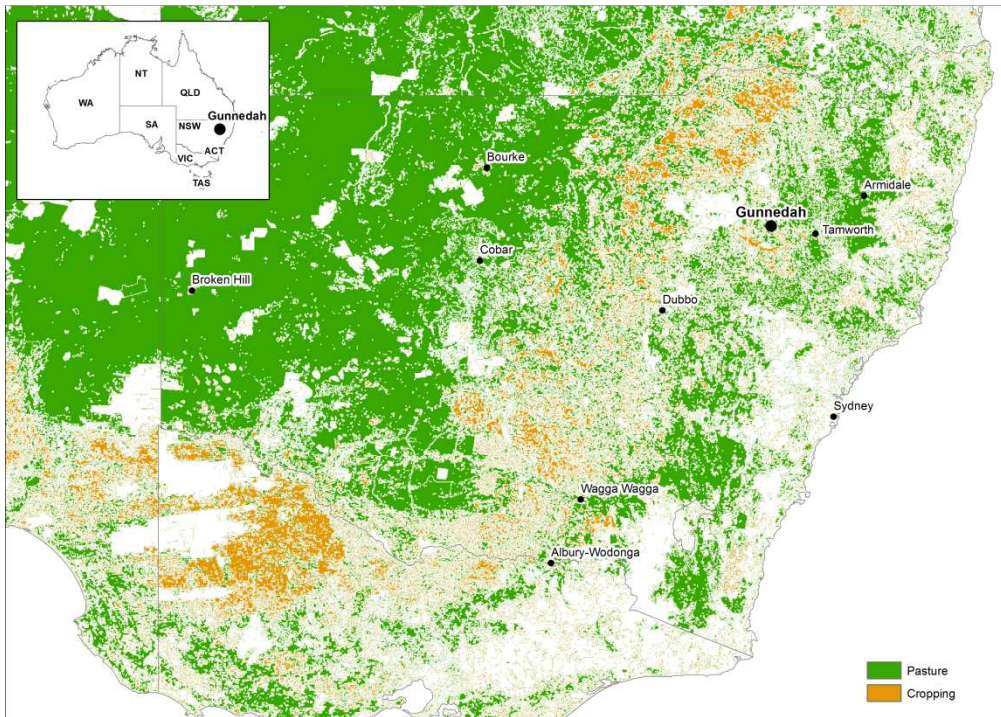 NT
QLD
WA
Gunnedah
SA
NSW
ACT
VIC
TAS
Bourke
Armidale
Gunnedah
Tamworth
Cobar
Broken Hill
Dubbo
Sydney
Wagga Wagga
Albury-Wodonga
Pasture
Cropping